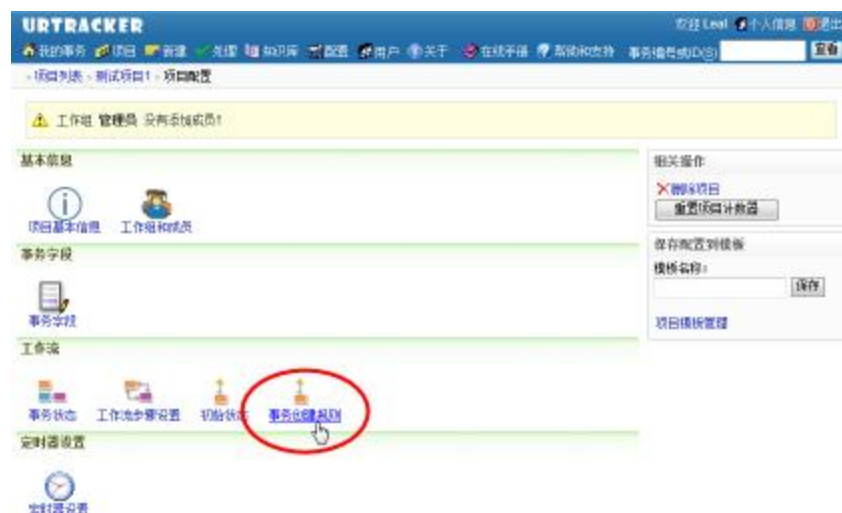 URTRACKER
欢迎 Leal 个人信息 退出
我的事务 项目 新建 处理 知识库 配置 用户 关于 在线手册 帮助和支持 事务编号或ID(S) 查看
项目列表 测试项目1 项目配置
工作组 管理员 没有添加成员!
基本信息
项目基本信息 工作组和成员
事务字段
事务字段
工作流
事务状态 工作流步骤设置 初始状态 事务创建规则
定时器设置
定时器设置
相关操作
删除项目
重置项目计数器
保存配置到模板
模板名称:
保存
项目模板管理